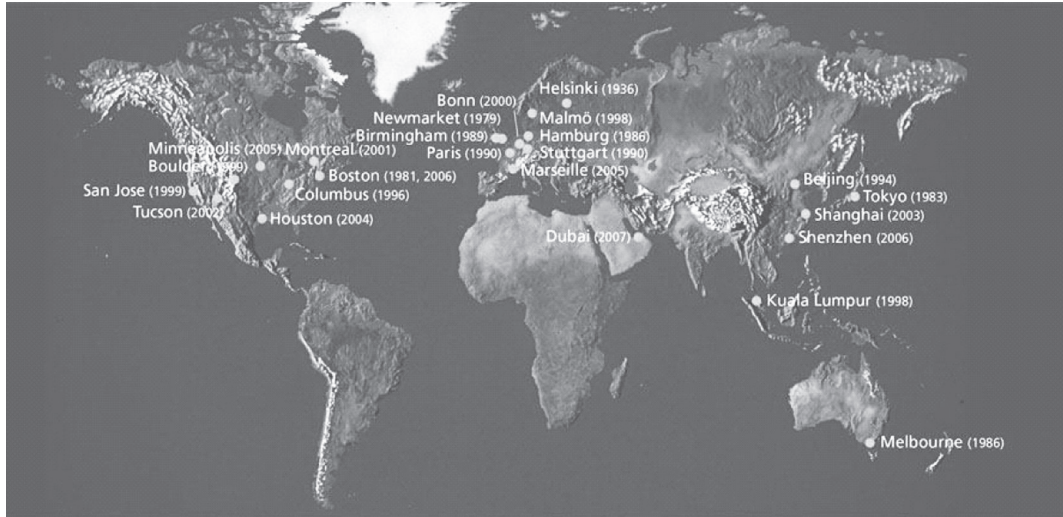 Helsinki (1936)
Bonn (2000)
Malmö (1998)
Newmarket (1979)
Birmingham (1989)
Hamburg (1986)
Paris (1990)
Stuttgart (1990)
Marseille (2005)
Minneapolis (2005)
Montreal (2001)
Boulder
Boston (1981, 2006)
San Jose (1999)
Columbus (1996)
Tucson (2002)
Houston (2004)
Dubai (2007)
Beijing (1994)
Tokyo (1983)
Shanghai (2003)
Shenzhen (2006)
Kuala Lumpur (1998)
Melbourne (1986)